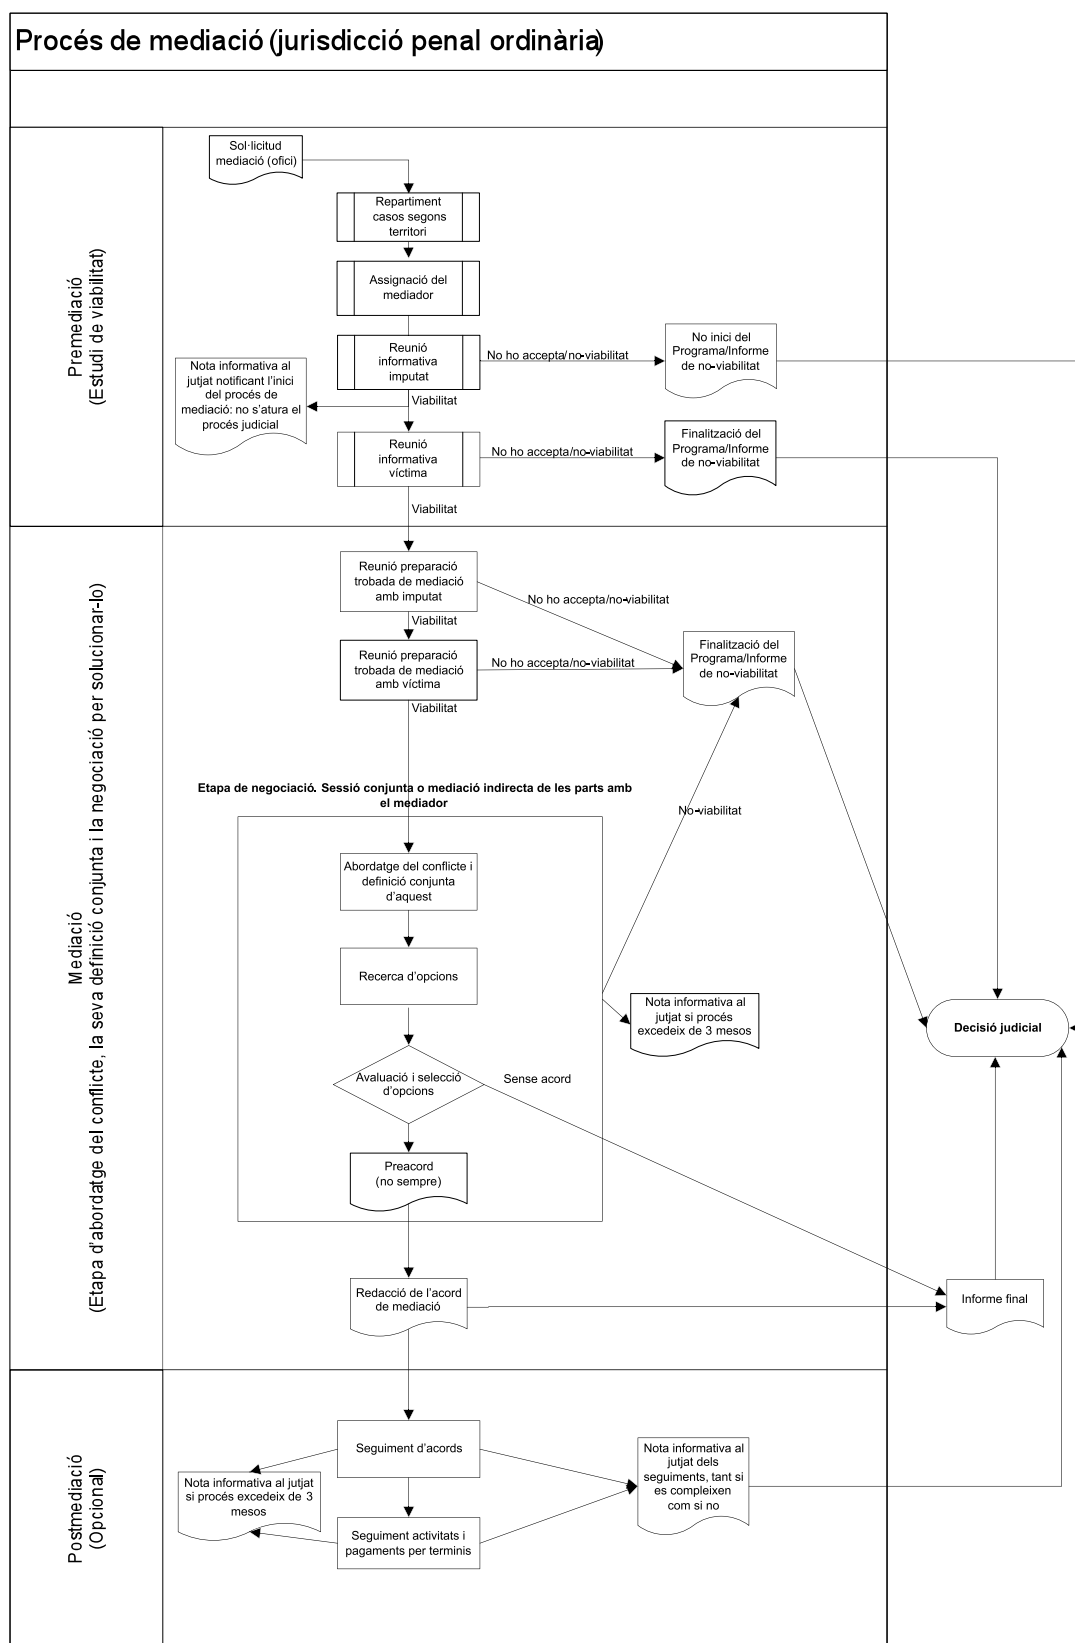 Procés de mediació (jurisdicció penal ordinària)
Premediació
(Estudi de viabilitat)
Sol·licitud
mediació (ofici)
Repartiment
casos segons
territori
Assignació del
mediador
Reunió
informativa
imputat
No ho accepta/no-viabilitat
No inici del
Programa/Informe
de no-viabilitat
Viabilitat
Nota informativa al
jutjat notificant l'inici
del procés de
mediació: no s'atura el
procés judicial
Reunió
informativa
víctima
No ho accepta/no-viabilitat
Finalització del
Programa/Informe
de no-viabilitat
Viabilitat
Mediació
(Etapa d'abordatge del conflicte, la seva definició conjunta i la negociació per solucionar-lo)
Reunió preparació
trobada de mediació
amb imputat
No ho accepta/no-viabilitat
Viabilitat
Reunió preparació
trobada de mediació
amb víctima
No ho accepta/no-viabilitat
Finalització del
Programa/Informe
de no-viabilitat
Viabilitat
Etapa de negociació. Sessió conjunta o mediació indirecta de les parts amb
el mediador
No-viabilitat
Abordatge del conflicte i
definició conjunta
d'aquest
Recerca d'opcions
Nota informativa al
jutjat si procés
excedeix de 3 mesos
Decisió judicial
Avaluació i selecció
d'opcions
Sense acord
Preacord
(no sempre)
Redacció de l'acord
de mediació
Informe final
Postmediació
(Opcional)
Seguiment d'acords
Nota informativa al jutjat
si procés excedeix de 3
mesos
Nota informativa al
jutjat dels
seguiments, tant si
es compleixen
com si no
Seguiment activitats i
pagaments per terminis